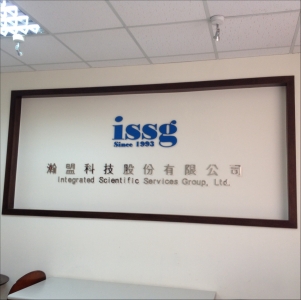 issg
Since 1993
瀚盟科技股份有限公司
Integrated Scientific Services Group, Ltd.